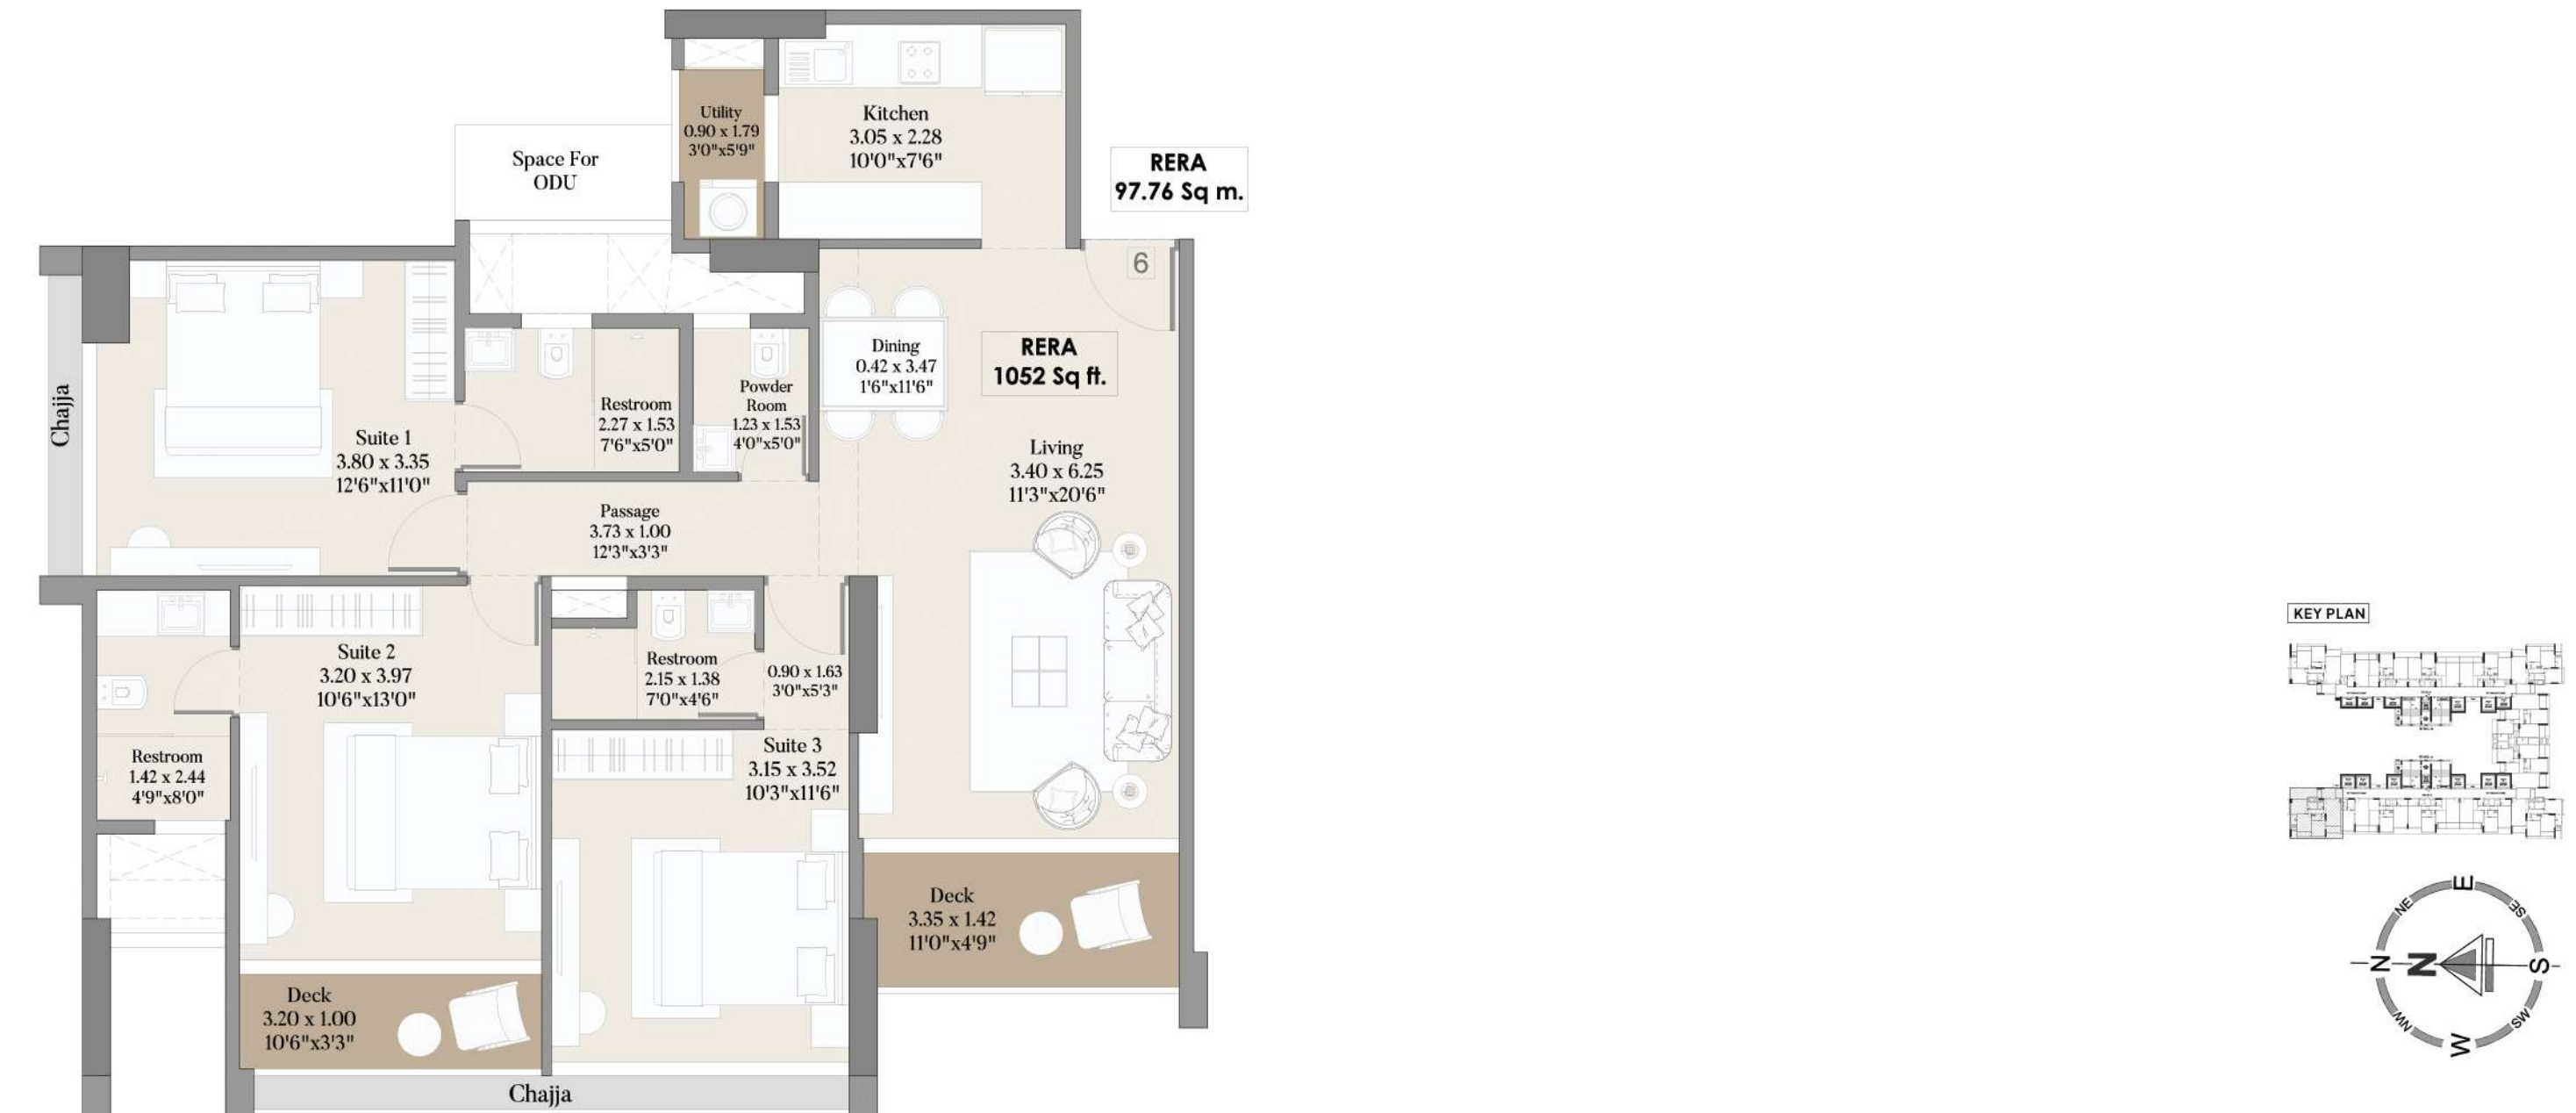 Utility
0.90 x 1.79
3'0"x5'9"
Kitchen
3.05 x 2.28
10'0"x7'6"
Space For
ODU
RERA
97.76 Sq m.
6
Dining
0.42 x 3.47
1'6"x11'6"
RERA
1052 Sq ft.
Chajja
Suite 1
3.80 x 3.35
12'6"x11'0"
Restroom
2.27 x 1.53
7'6"x5'0"
Powder
Room
1.23 x 1.53
4'0"x5'0"
Living
3.40 x 6.25
11'3"x20'6"
Passage
3.73 x 1.00
12'3"x3'3"
Suite 2
3.20 x 3.97
10'6"x13'0"
Restroom
2.15 x 1.38
7'0"x4'6"
0.90 x 1.63
3'0"x5'3"
Restroom
1.42 x 2.44
4'9"x8'0"
Suite 3
3.15 x 3.52
10'3"x11'6"
Deck
3.35 x 1.42
11'0"x4'9"
Deck
3.20 x 1.00
10'6"x3'3"
Chajja
KEY PLAN
E
NE
SE
N
N
S
NW
SW
W